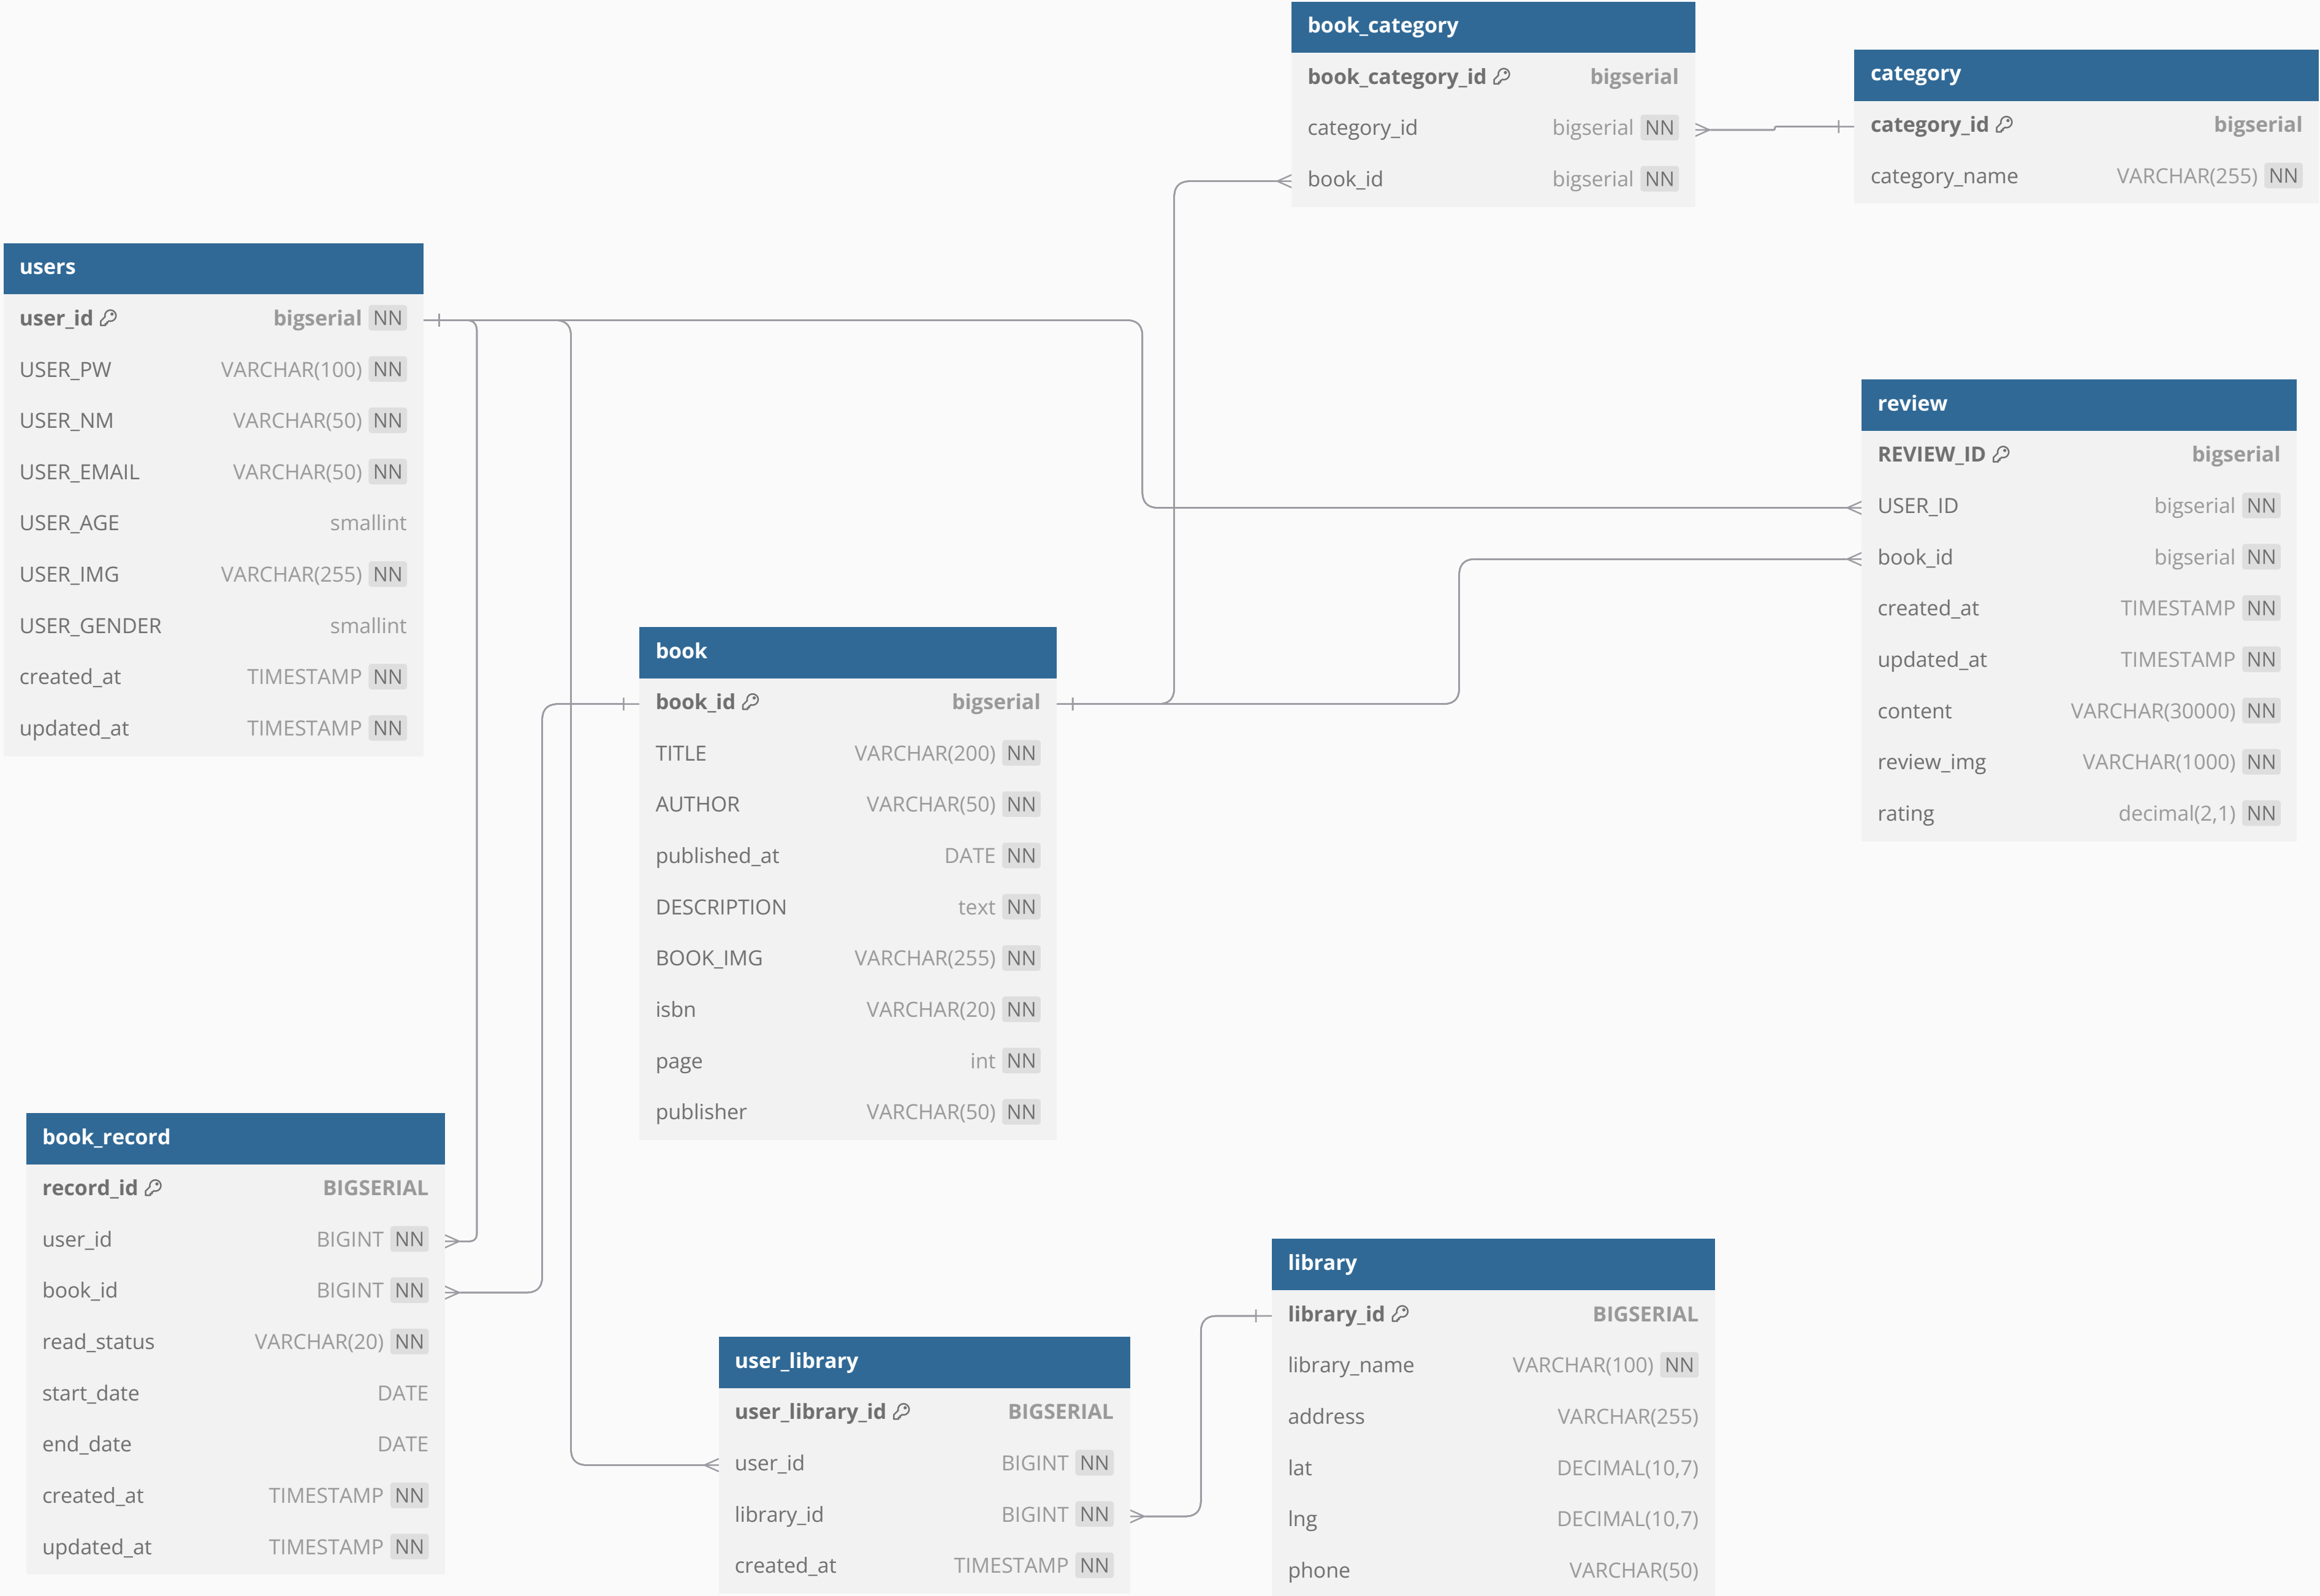 book_category
book_category_id bigserial
category_id bigserial NN
book_id bigserial NN
category
category_id bigserial
category_name VARCHAR(255) NN
users
user_id bigserial NN
USER_PW VARCHAR(100) NN
USER_NM VARCHAR(50) NN
USER_EMAIL VARCHAR(50) NN
USER_AGE smallint
USER_IMG VARCHAR(255) NN
USER_GENDER smallint
created_at TIMESTAMP NN
updated_at TIMESTAMP NN
review
REVIEW_ID bigserial
USER_ID bigserial NN
book_id bigserial NN
created_at TIMESTAMP NN
updated_at TIMESTAMP NN
content VARCHAR(30000) NN
review_img VARCHAR(1000) NN
rating decimal(2,1) NN
book
book_id bigserial
TITLE VARCHAR(200) NN
AUTHOR VARCHAR(50) NN
published_at DATE NN
DESCRIPTION text NN
BOOK_IMG VARCHAR(255) NN
isbn VARCHAR(20) NN
page int NN
publisher VARCHAR(50) NN
book_record
record_id BIGSERIAL
user_id BIGINT NN
book_id BIGINT NN
read_status VARCHAR(20) NN
start_date DATE
end_date DATE
created_at TIMESTAMP NN
updated_at TIMESTAMP NN
user_library
user_library_id BIGSERIAL
user_id BIGINT NN
library_id BIGINT NN
created_at TIMESTAMP NN
library
library_id BIGSERIAL
library_name VARCHAR(100) NN
address VARCHAR(255)
lat DECIMAL(10,7)
lng DECIMAL(10,7)
phone VARCHAR(50)